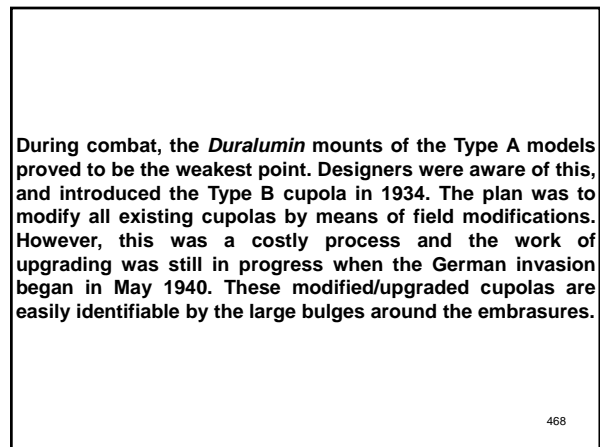 During combat, the Duralumin mounts of the Type A models
proved to be the weakest point. Designers were aware of this,
and introduced the Type B cupola in 1934. The plan was to
modify all existing cupolas by means of field modifications.
However, this was a costly process and the work of
upgrading was still in progress when the German invasion
began in May 1940. These modified/upgraded cupolas are
easily identifiable by the large bulges around the embrasures.
468